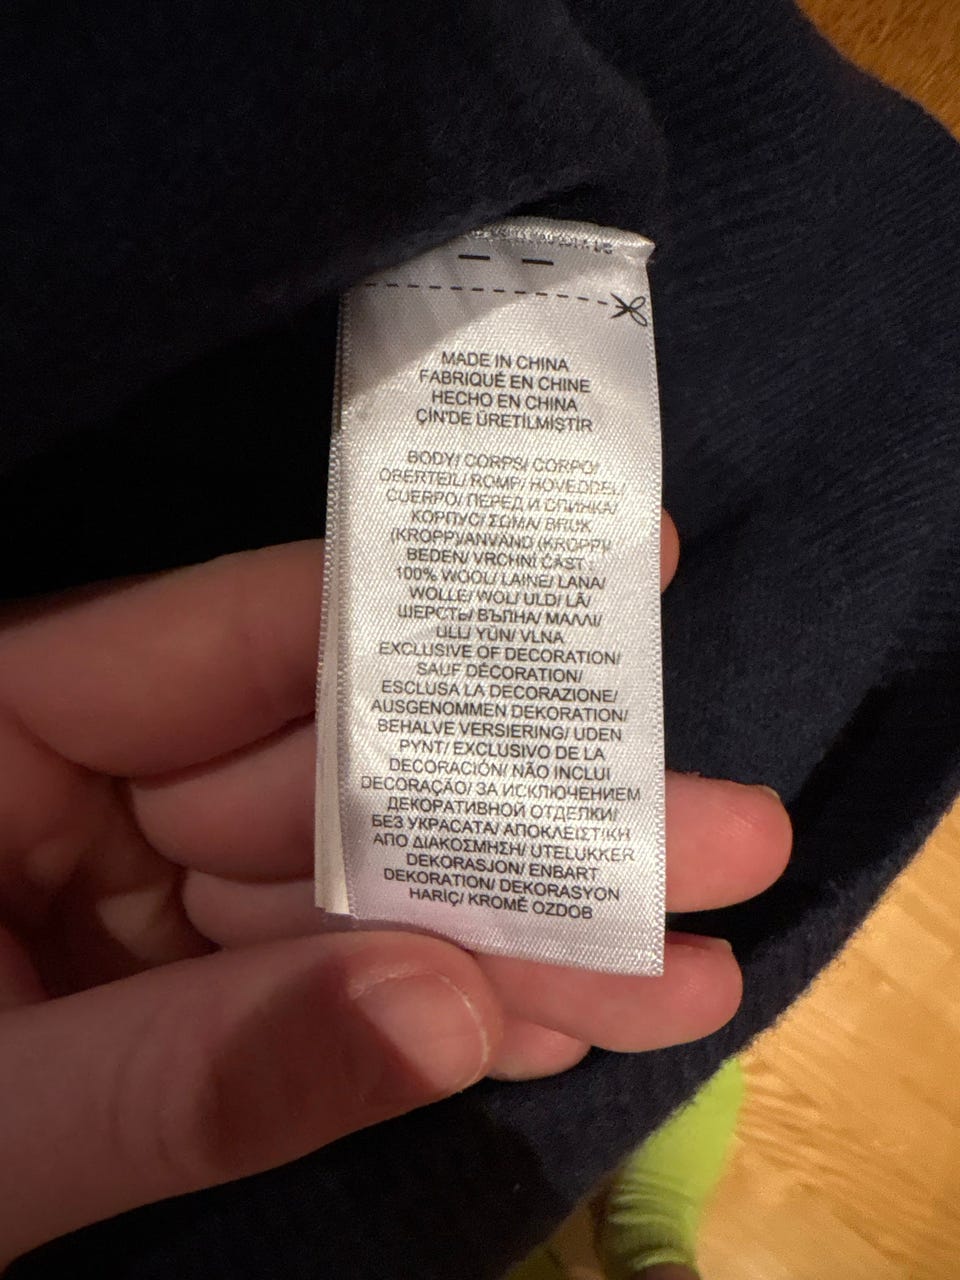 MADE IN CHINA
FABRIQUÉ EN CHINE
HECHO EN CHINA
ÇİN'DE ÜRETİLMİŞTİR
BODY/ CORPS/ CORPO/
OBERTEIL/ ROMP/ HOVEDDEL/
CUERPO/ ПЕРЕД И СПИНКА/
КОРПУС/ ΣΩΜΑ/ BRUK
(KROPP)/ANVAND (KROPP)/
BEDEN/ VRCHNÍ ČÁST :
100% WOOL/ LAINE/ LANA/
WOLLE/ WOL/ ULD/ LÃ/
ШЕРСТЬ/ ВЪЛНА/ ΜΑΛΛΙ/
ULL/ YÜN/ VLNA
EXCLUSIVE OF DECORATION/
SAUF DÉCORATION/
ESCLUSA LA DECORAZIONE/
AUSGENOMMEN DEKORATION/
BEHALVE VERSIERING/ UDEN
PYNT/ EXCLUSIVO DE LA
DECORACIÓN/ NÃO INCLUI
DECORAÇÃO/ ЗА ИСКЛЮЧЕНИЕМ
ДЕКОРАТИВНОЙ ОТДЕЛКИ/
БЕЗ УКРАСАТА/ ΑΠΟΚΛΕΙΣΤΙΚΗ
ΑΠΟ ΔΙΑΚΟΣΜΗΣΗ/ UTELUKKER
DEKORASJON/ ENBART
DEKORATION/ DEKORASYON
HARİÇ/ KROMĚ OZDOB